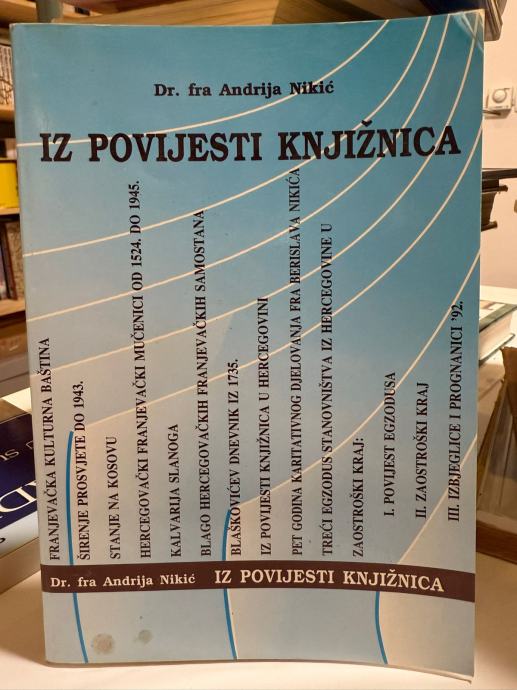 Dr. fra Andrija Nikić
IZ POVIJESTI KNJIŽNICA
FRANJEVAČKA KULTURNA BAŠTINA
ŠIRENJE PROSVJETE DO 1943.
STANJE NA KOSOVU
HERCEGOVAČKI FRANJEVAČKI MUČENICI OD 1524. DO 1945.
KALVARIJA SLANOGA
BLAGO HERCEGOVAČKIH FRANJEVAČKIH SAMOSTANA
BLAŠKOVIĆEV DNEVNIK IZ 1735.
IZ POVIJESTI KNJIŽNICA U HERCEGOVINI
PET GODINA KARITATIVNOG DJELOVANJA FRA BERISLAVA NIKIĆA
TREĆI EGZODUS STANOVNIŠTVA IZ HERCEGOVINE U
ZAOSTROŠKI KRAJ:
I. POVIJEST EGZODUSA
II. ZAOSTROŠKI KRAJ
III. IZBJEGLICE I PROGNANICI '92.
Dr. fra Andrija Nikić IZ POVIJESTI KNJIŽNICA